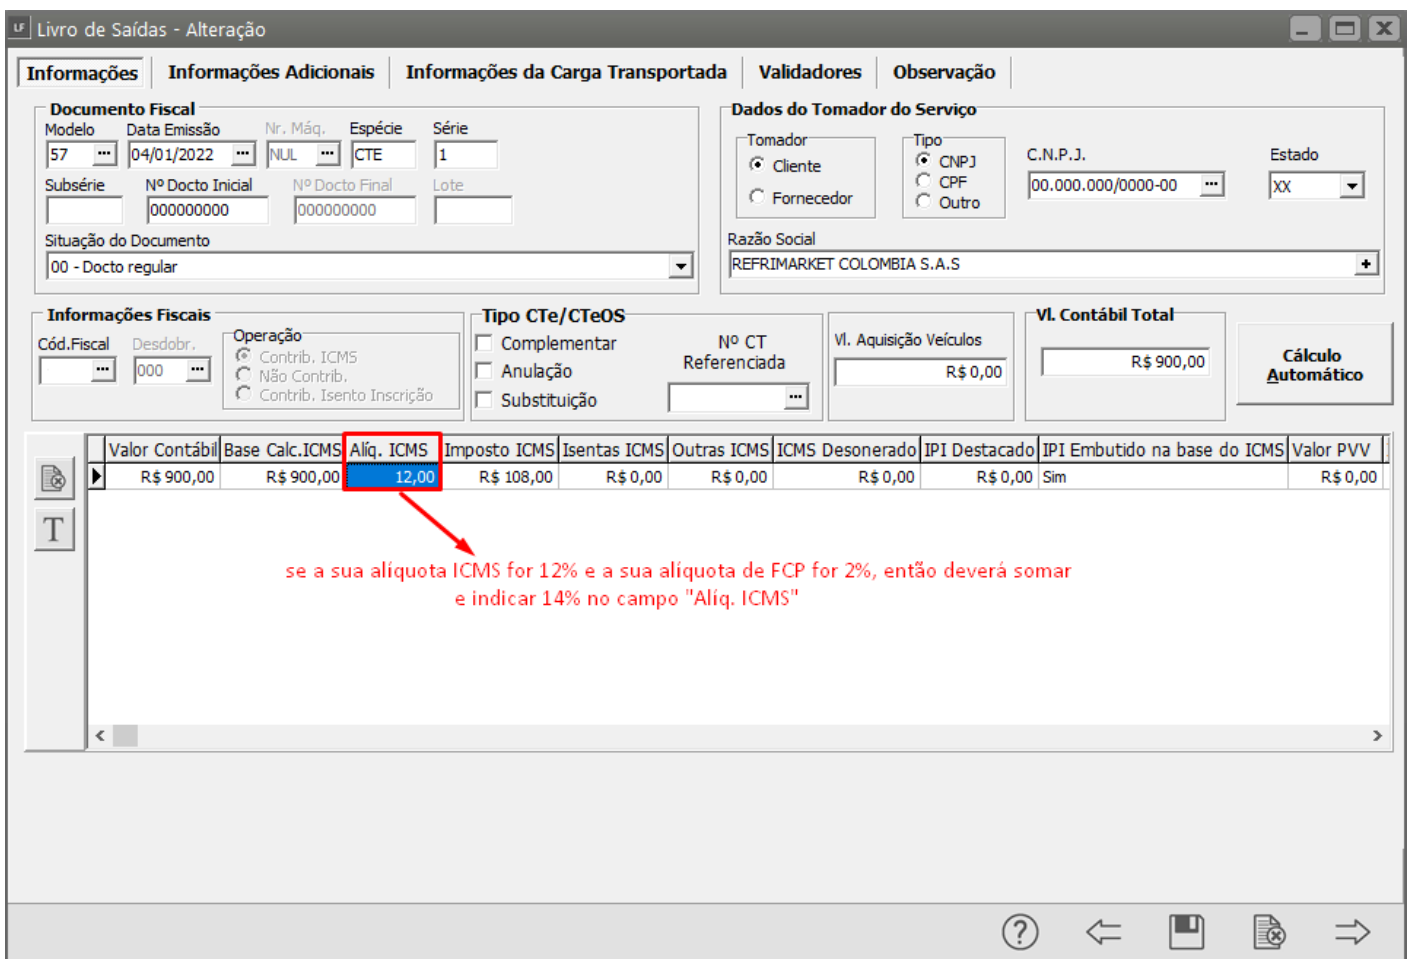 LF Livro de Saídas - Alteração
Informações Informações Adicionais Informações da Carga Transportada Validadores Observação
Documento Fiscal
Modelo Data Emissão Nr. Máq. Espécie Série
57 ... 04/01/2022 ... NUL ... CTE 1
Subsérie Nº Docto Inicial Nº Docto Final Lote
000000000 000000000
Situação do Documento
00 - Docto regular
Dados do Tomador do Serviço
Tomador
Cliente
Fornecedor
Tipo
CNPJ
CPF
Outro
C.N.P.J. Estado
00.000.000/0000-00 ... XX
Razão Social
REFRIMARKET COLOMBIA S.A.S +
Informações Fiscais
Cód.Fiscal Desdobr.
... 000 ...
Operação
Contrib. ICMS
Não Contrib.
Contrib. Isento Inscrição
Tipo CTe/CTeOS
Complementar
Anulação
Substituição
Nº CT
Referenciada
...
Vl. Aquisição Veículos
R$ 0,00
Vl. Contábil Total
R$ 900,00
Cálculo
Automático
Valor Contábil Base Calc.ICMS Alíq. ICMS Imposto ICMS Isentas ICMS Outras ICMS ICMS Desonerado IPI Destacado IPI Embutido na base do ICMS Valor PVV
R$ 900,00 R$ 900,00 12,00 R$ 108,00 R$ 0,00 R$ 0,00 R$ 0,00 R$ 0,00 Sim R$ 0,00
T
se a sua alíquota ICMS for 12% e a sua alíquota de FCP for 2%, então deverá somar
e indicar 14% no campo "Alíq. ICMS"
?